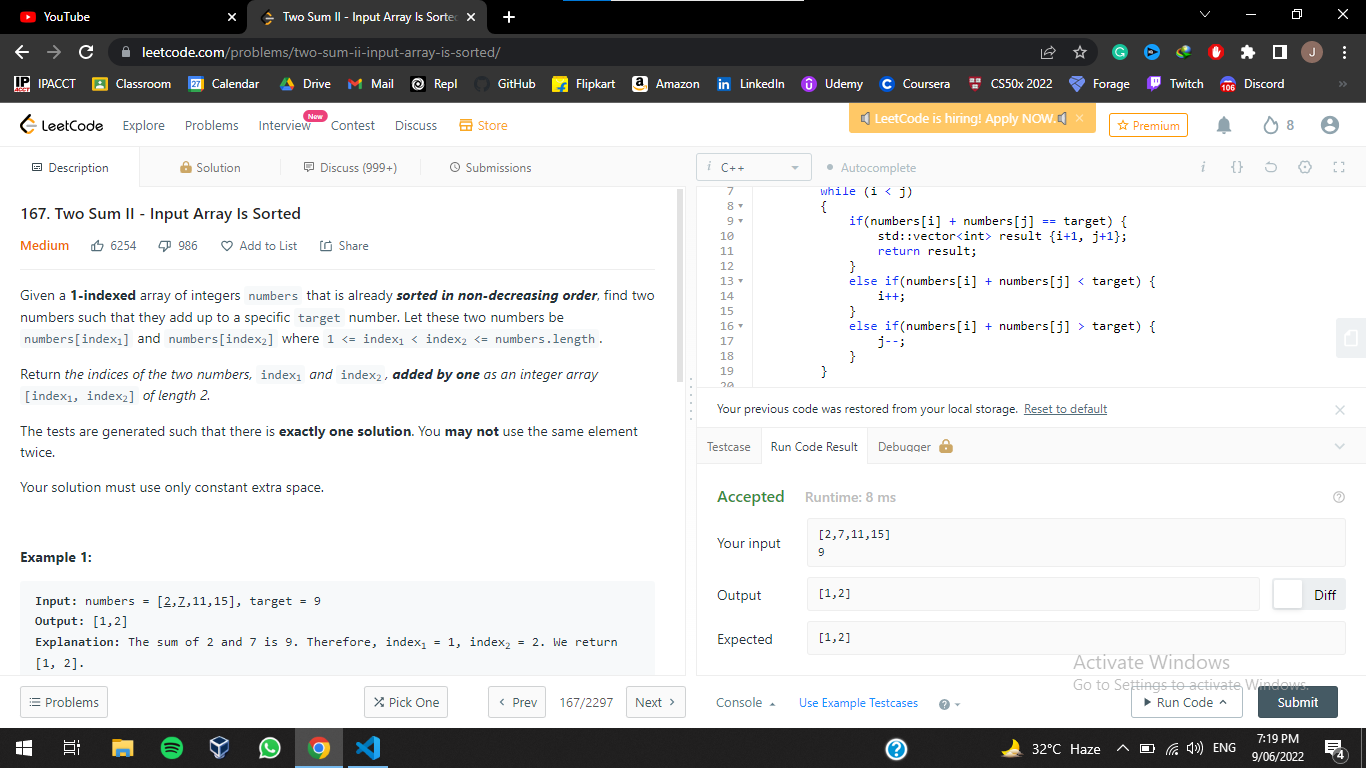 YouTube
Two Sum II - Input Array Is Sorted
leetcode.com/problems/two-sum-ii-input-array-is-sorted/
J
IPACCT Classroom Calendar Drive Mail Repl GitHub Flipkart Amazon LinkedIn Udemy Coursera CS50x 2022 Forage Twitch Discord
LeetCode Explore Problems Interview New Contest Discuss Store
LeetCode is hiring! Apply NOW.
Premium
8
Description Solution Discuss (999+) Submissions
167. Two Sum II - Input Array Is Sorted
Medium 6254 986 Add to List Share
Given a 1-indexed array of integers numbers that is already sorted in non-decreasing order, find two
numbers such that they add up to a specific target number. Let these two numbers be
numbers[index₁] and numbers[index₂] where 1 <= index₁ < index₂ <= numbers.length.
Return the indices of the two numbers, index₁ and index₂, added by one as an integer array
[index₁, index₂] of length 2.
The tests are generated such that there is exactly one solution. You may not use the same element
twice.
Your solution must use only constant extra space.
Example 1:
Input: numbers = [2,7,11,15], target = 9
Output: [1,2]
Explanation: The sum of 2 and 7 is 9. Therefore, index₁ = 1, index₂ = 2. We return
[1, 2].
Problems Pick One Prev 167/2297 Next
i C++ Autocomplete
7 while (i < j)
8 {
9 if(numbers[i] + numbers[j] == target) {
10 std::vector<int> result {i+1, j+1};
11 return result;
12 }
13 else if(numbers[i] + numbers[j] < target) {
14 i++;
15 }
16 else if(numbers[i] + numbers[j] > target) {
17 j--;
18 }
19 }
20
Your previous code was restored from your local storage. Reset to default
Testcase Run Code Result Debugger
Accepted Runtime: 8 ms
Your input
[2,7,11,15]
9
Output [1,2] Diff
Expected [1,2]
Activate Windows
Go to Settings to activate Windows.
Console Use Example Testcases Run Code Submit
32°C Haze ENG
7:19 PM
9/06/2022
4